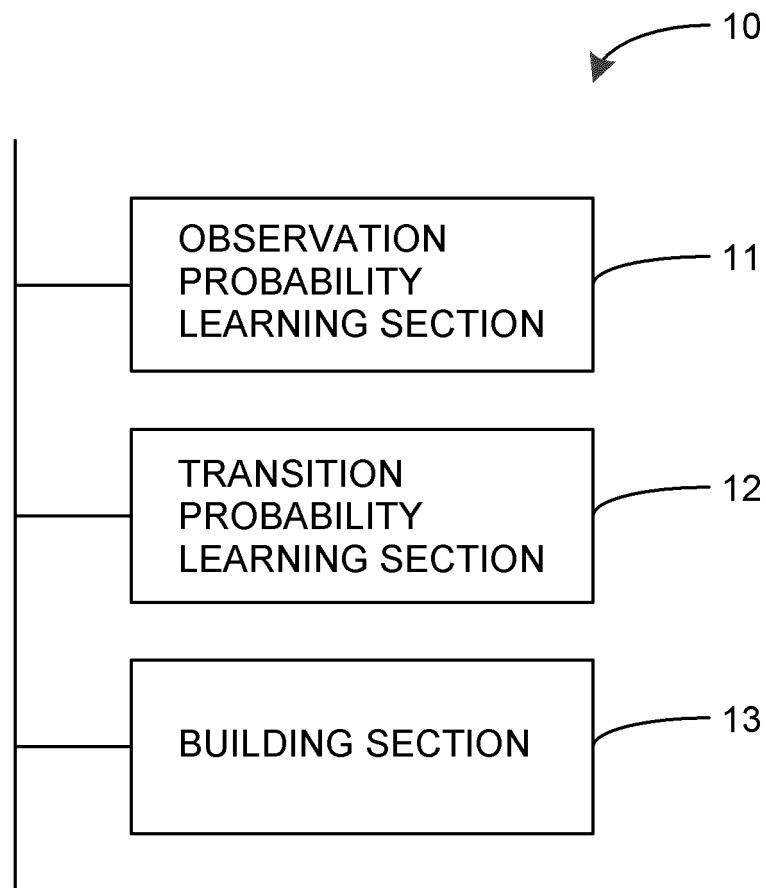 10
OBSERVATION
PROBABILITY
LEARNING SECTION
11
TRANSITION
PROBABILITY
LEARNING SECTION
12
BUILDING SECTION
13